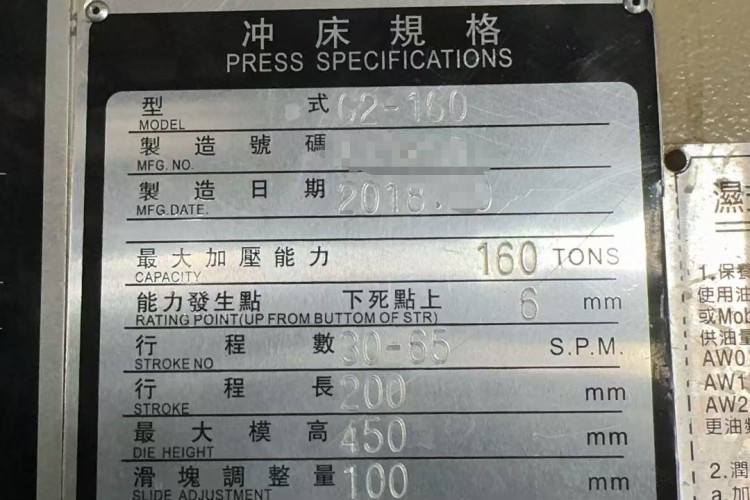 冲床規格
PRESS SPECIFICATIONS
型式 G2-160
MODEL
製造號碼
MFG. NO.
製造日期 2018.
MFG.DATE.
最大加壓能力 160 TONS
CAPACITY
能力發生點 下死點上 6 mm
RATING POINT(UP FROM BUTTOM OF STR)
行程數 30-65 S.P.M.
STROKE NO
行程長 200 mm
STROKE
最大模高 450 mm
DIE HEIGHT
滑塊調整量 100 mm
SLIDE ADJUSTMENT
濕
1.保養
使用油
或Mob
供油量
AW0
AW1
AW2
更油頻
2.潤
a.加